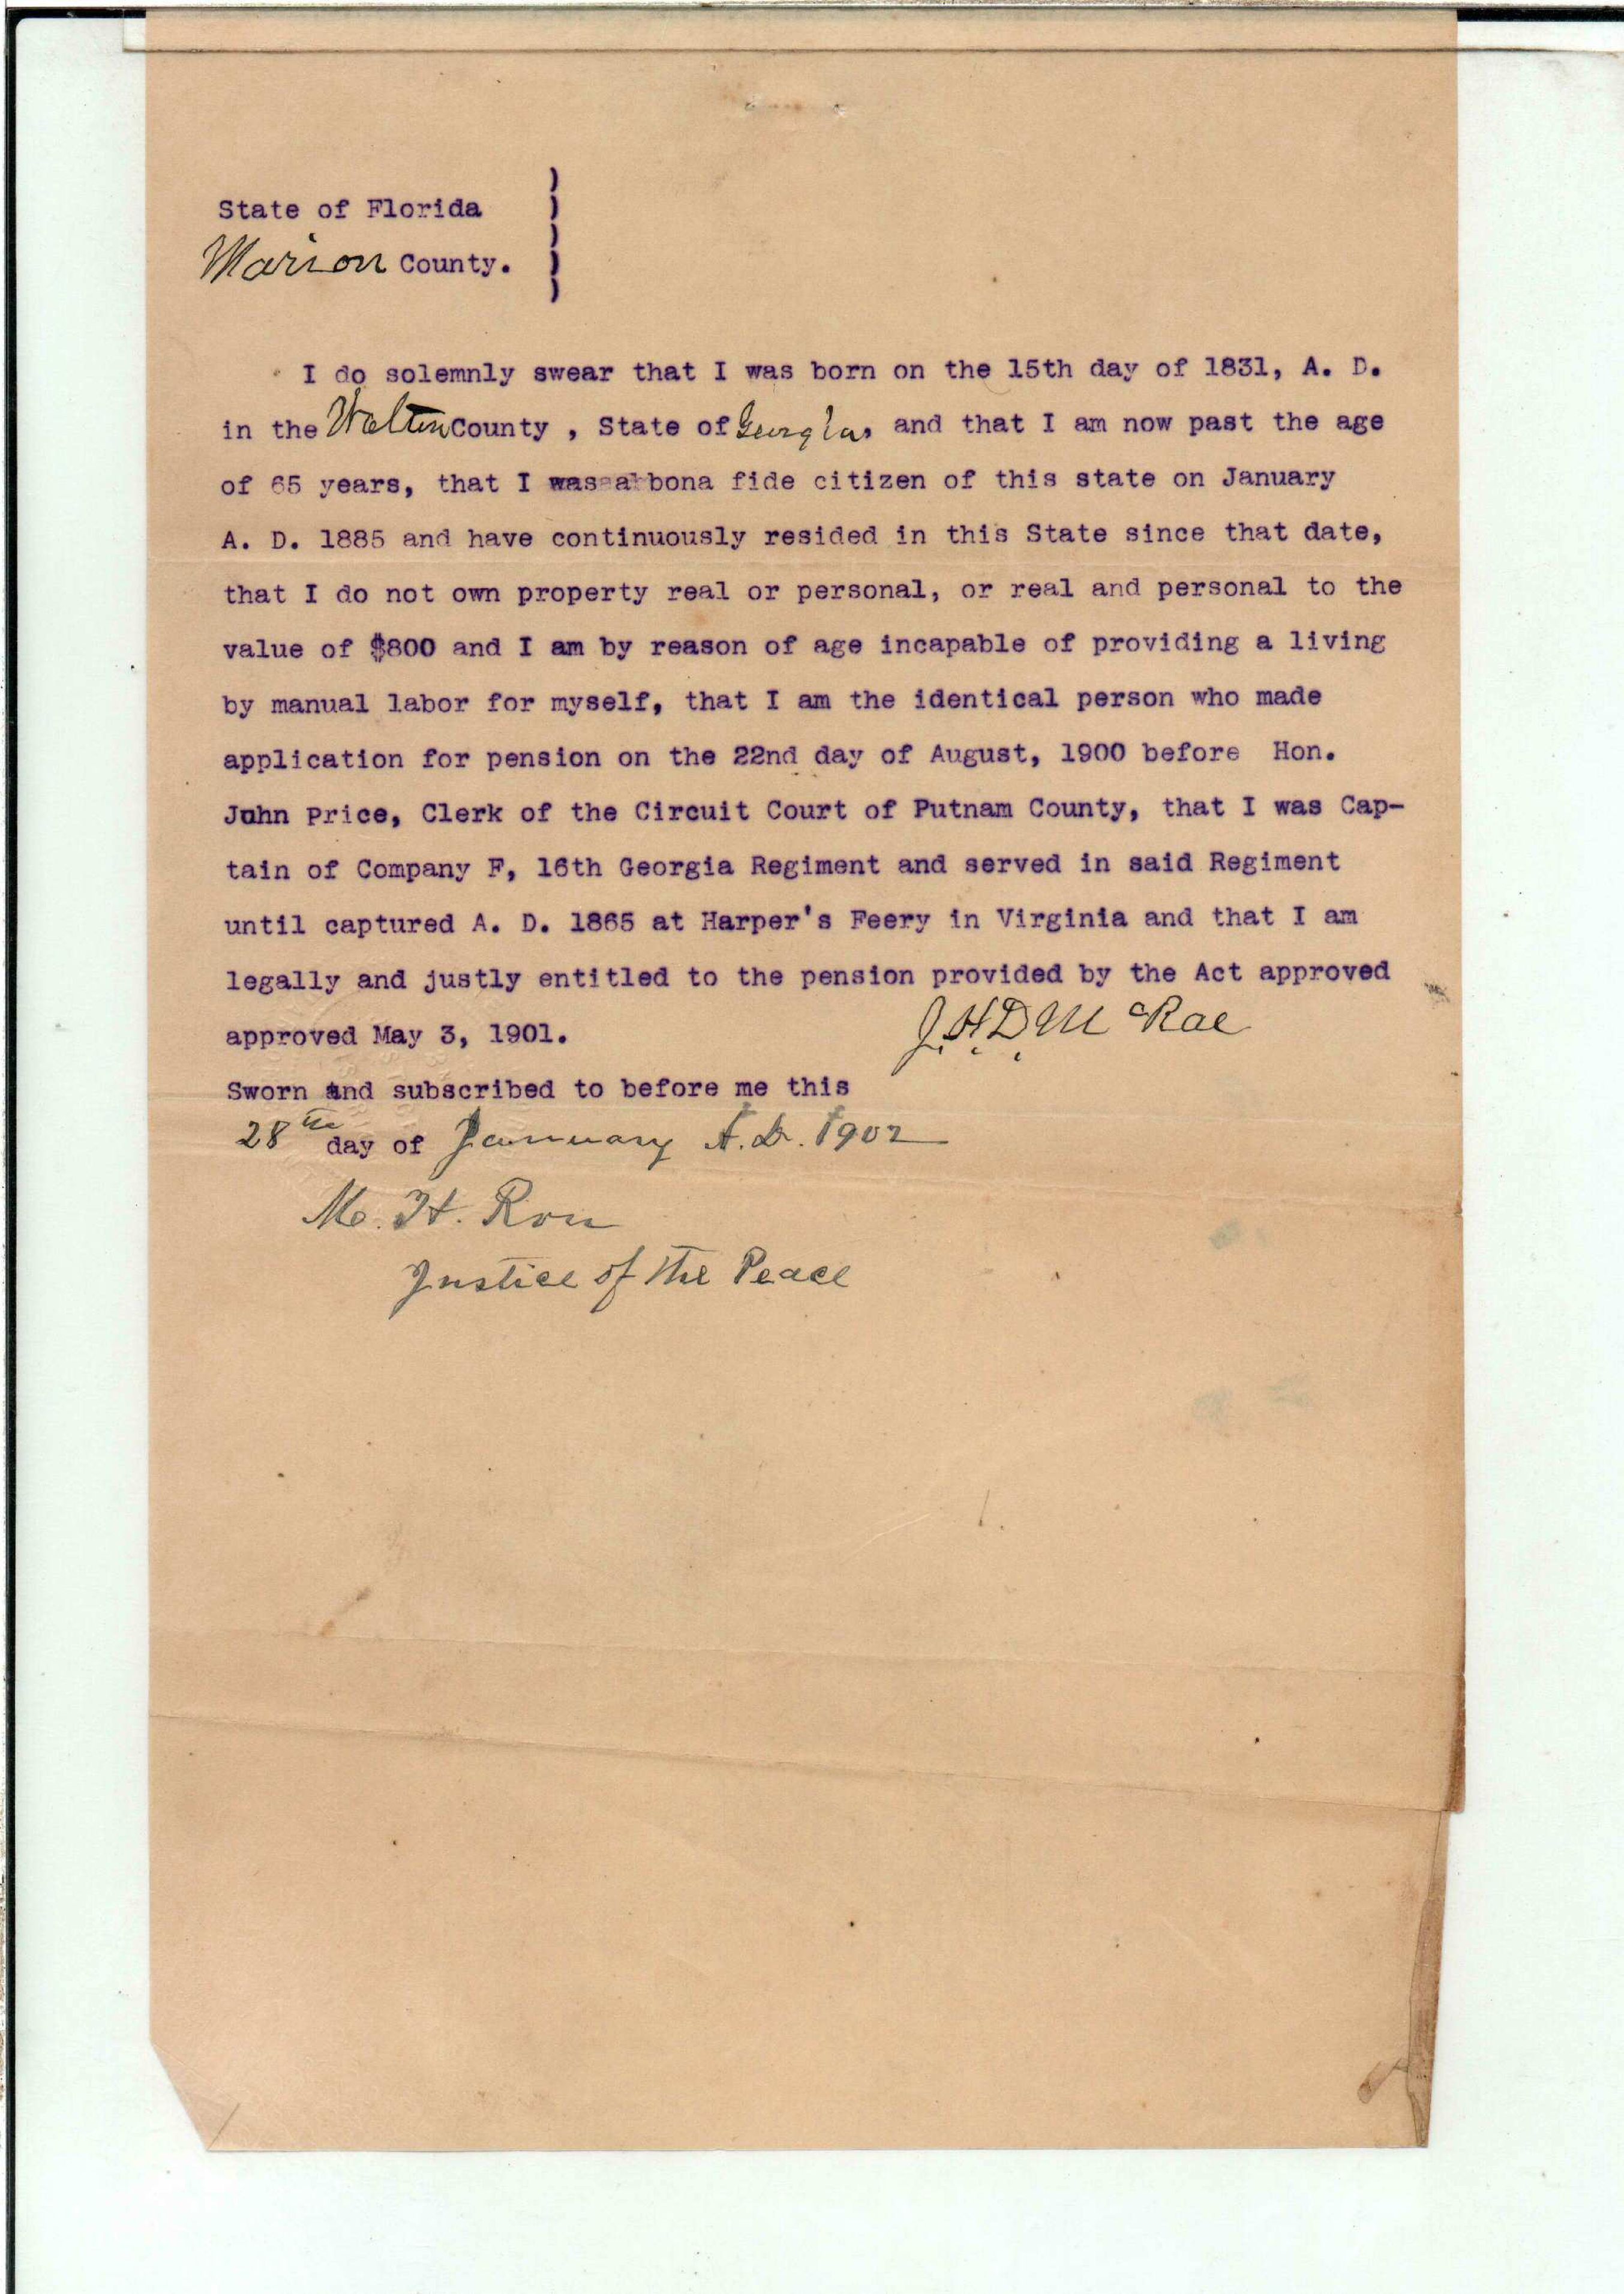 State of Florida )
Marion County. )
I do solemnly swear that I was born on the 15th day of 1831, A. D.
in the Walton County , State of Georgia, and that I am now past the age
of 65 years, that I was a bona fide citizen of this state on January
A. D. 1885 and have continuously resided in this State since that date,
that I do not own property real or personal, or real and personal to the
value of $800 and I am by reason of age incapable of providing a living
by manual labor for myself, that I am the identical person who made
application for pension on the 22nd day of August, 1900 before Hon.
John Price, Clerk of the Circuit Court of Putnam County, that I was Cap-
tain of Company F, 16th Georgia Regiment and served in said Regiment
until captured A. D. 1865 at Harper's Feery in Virginia and that I am
legally and justly entitled to the pension provided by the Act approved
approved May 3, 1901. J. H. D. McRae
Sworn and subscribed to before me this
28th day of January A.D. 1902
M. H.
Justice of the Peace